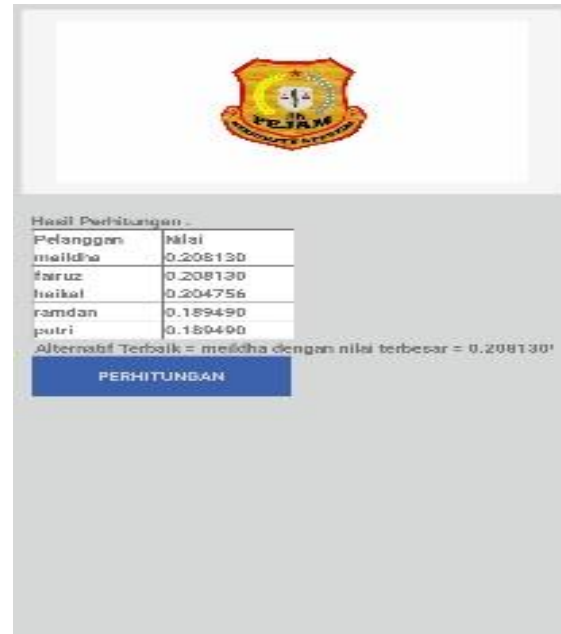 PEJAM
Hasil Perhitungan :
Pelanggan Nilai
meildha 0.208130
fairuz 0.208130
haikal 0.204756
ramdan 0.189490
putri 0.189490
Alternatif Terbaik = meildha dengan nilai terbesar = 0.208130
PERHITUNGAN